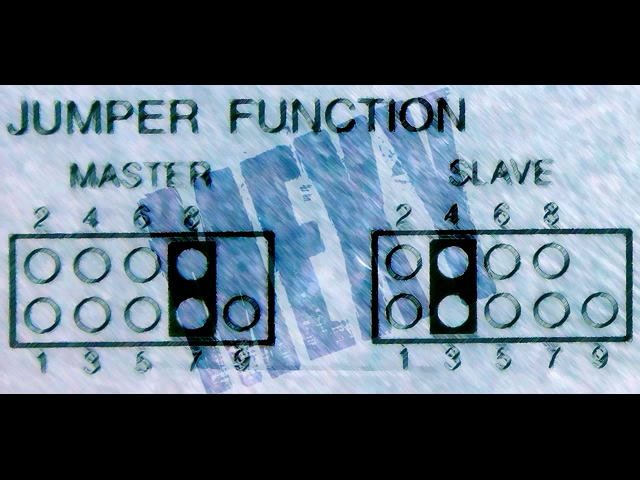 JUMPER FUNCTION
MASTER SLAVE
2 4 6 8 2 4 6 8
1 3 5 7 9 1 3 5 7 9